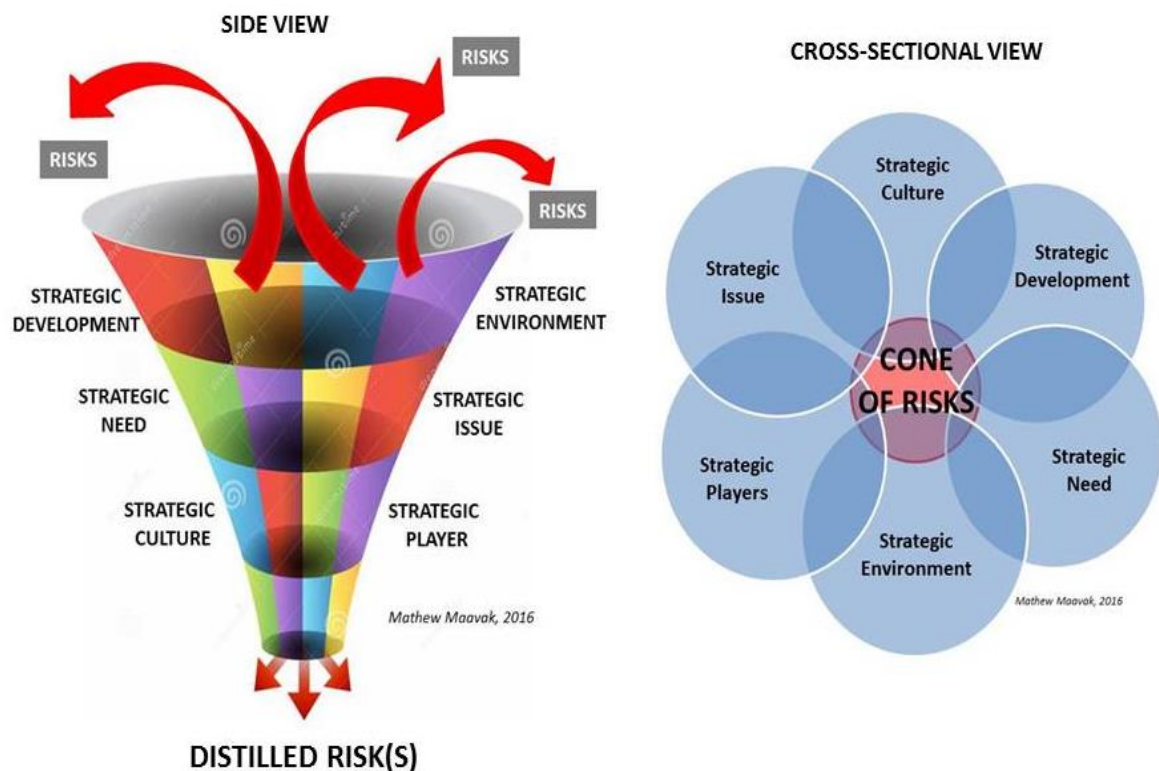 SIDE VIEW
RISKS
RISKS
RISKS
STRATEGIC
DEVELOPMENT
STRATEGIC
ENVIRONMENT
STRATEGIC
NEED
STRATEGIC
ISSUE
STRATEGIC
CULTURE
STRATEGIC
PLAYER
Mathew Maavak, 2016
DISTILLED RISK(S)
CROSS-SECTIONAL VIEW
Strategic
Culture
Strategic
Issue
Strategic
Development
CONE
OF RISKS
Strategic
Players
Strategic
Need
Strategic
Environment
Mathew Maavak, 2016